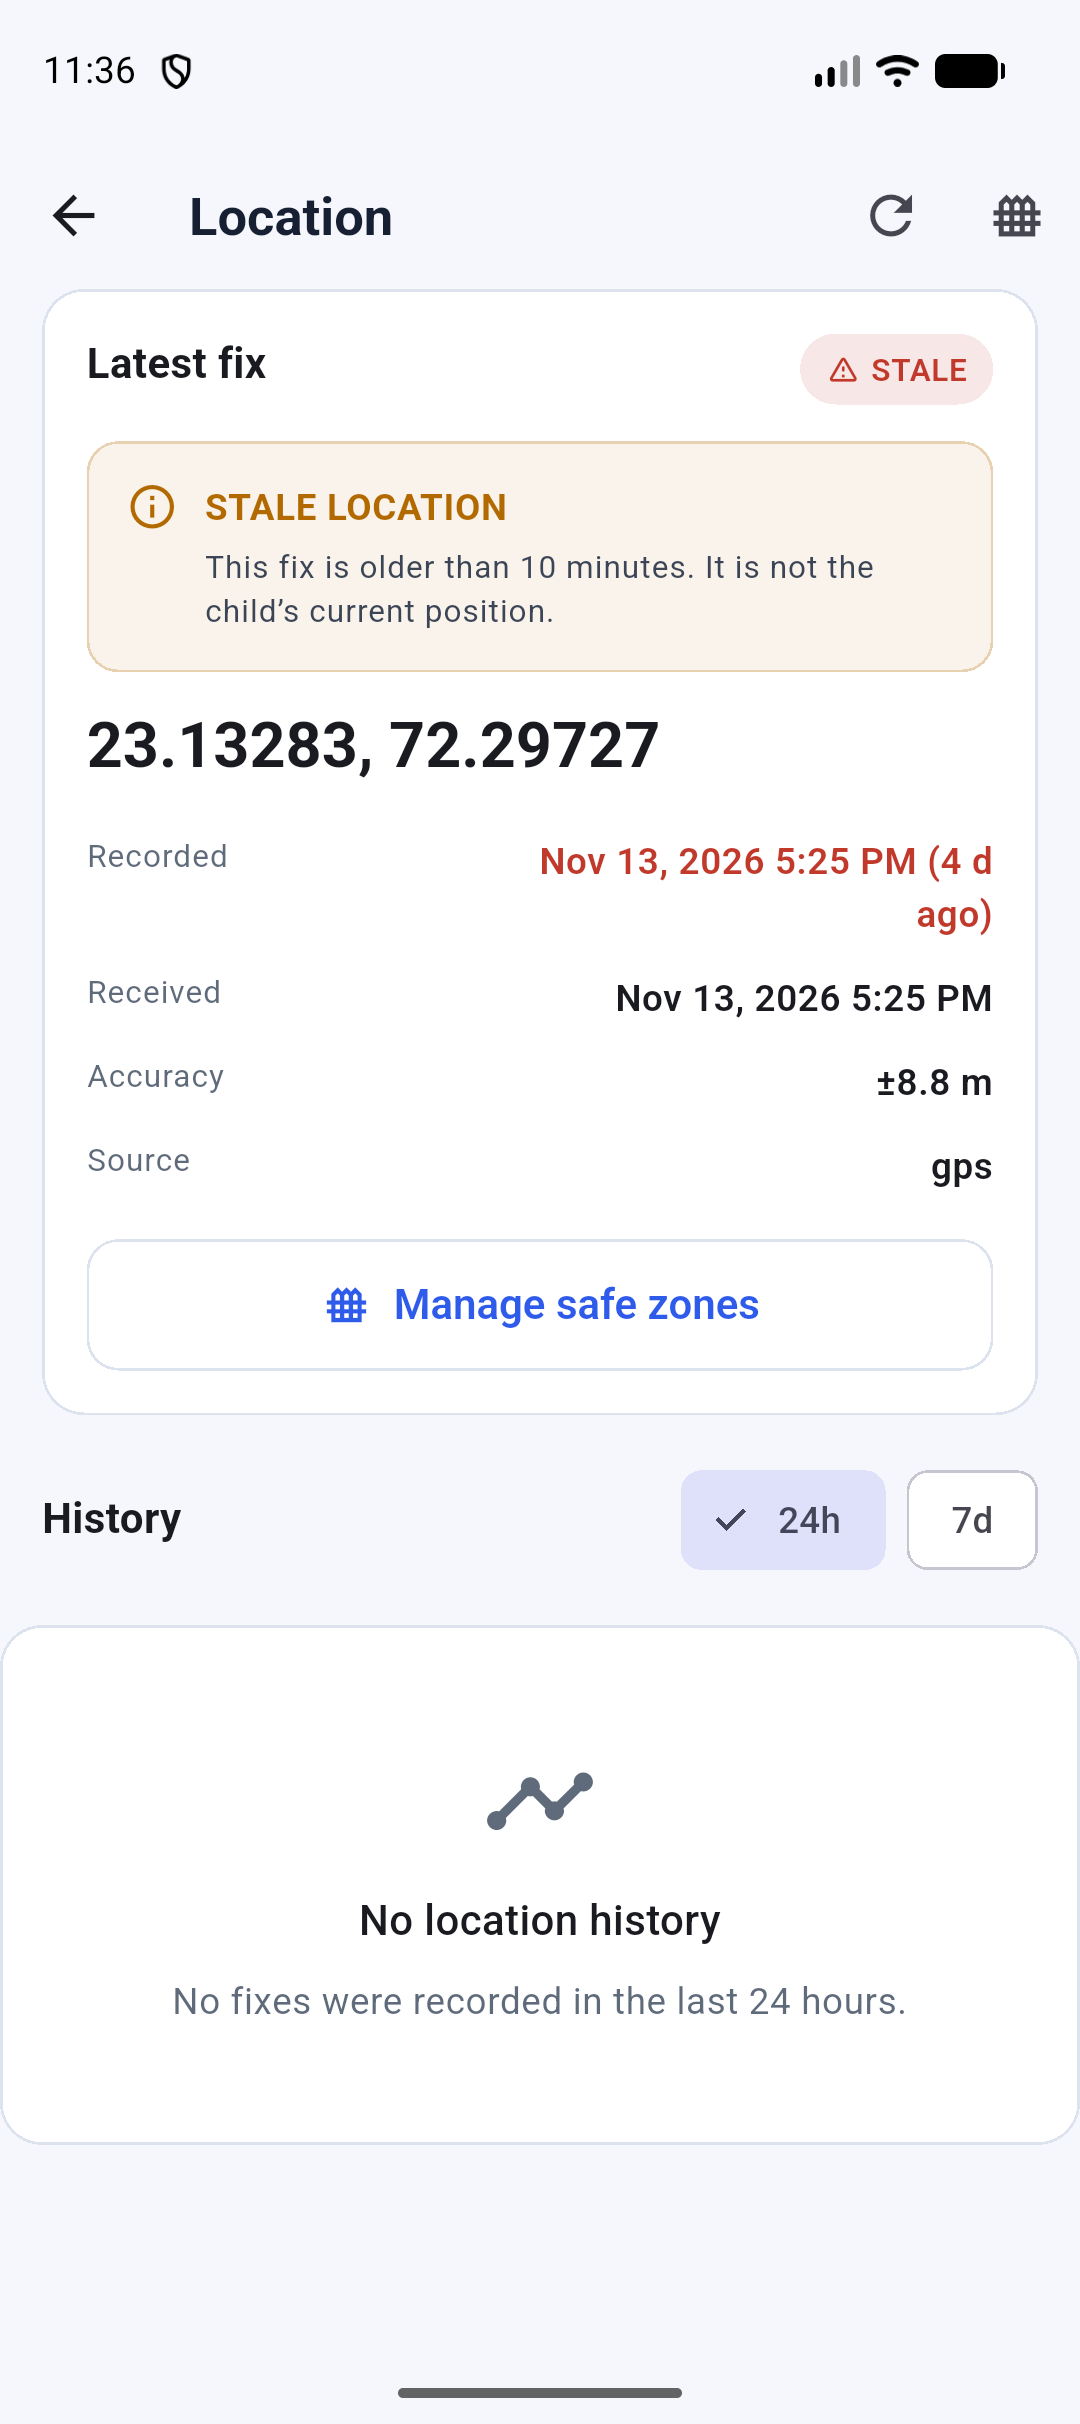 11:36
Location
Latest fix
STALE
STALE LOCATION
This fix is older than 10 minutes. It is not the
child’s current position.
23.13283, 72.29727
Recorded
Nov 13, 2026 5:25 PM (4 d
ago)
Received
Nov 13, 2026 5:25 PM
Accuracy
±8.8 m
Source
gps
Manage safe zones
History
24h
7d
No location history
No fixes were recorded in the last 24 hours.